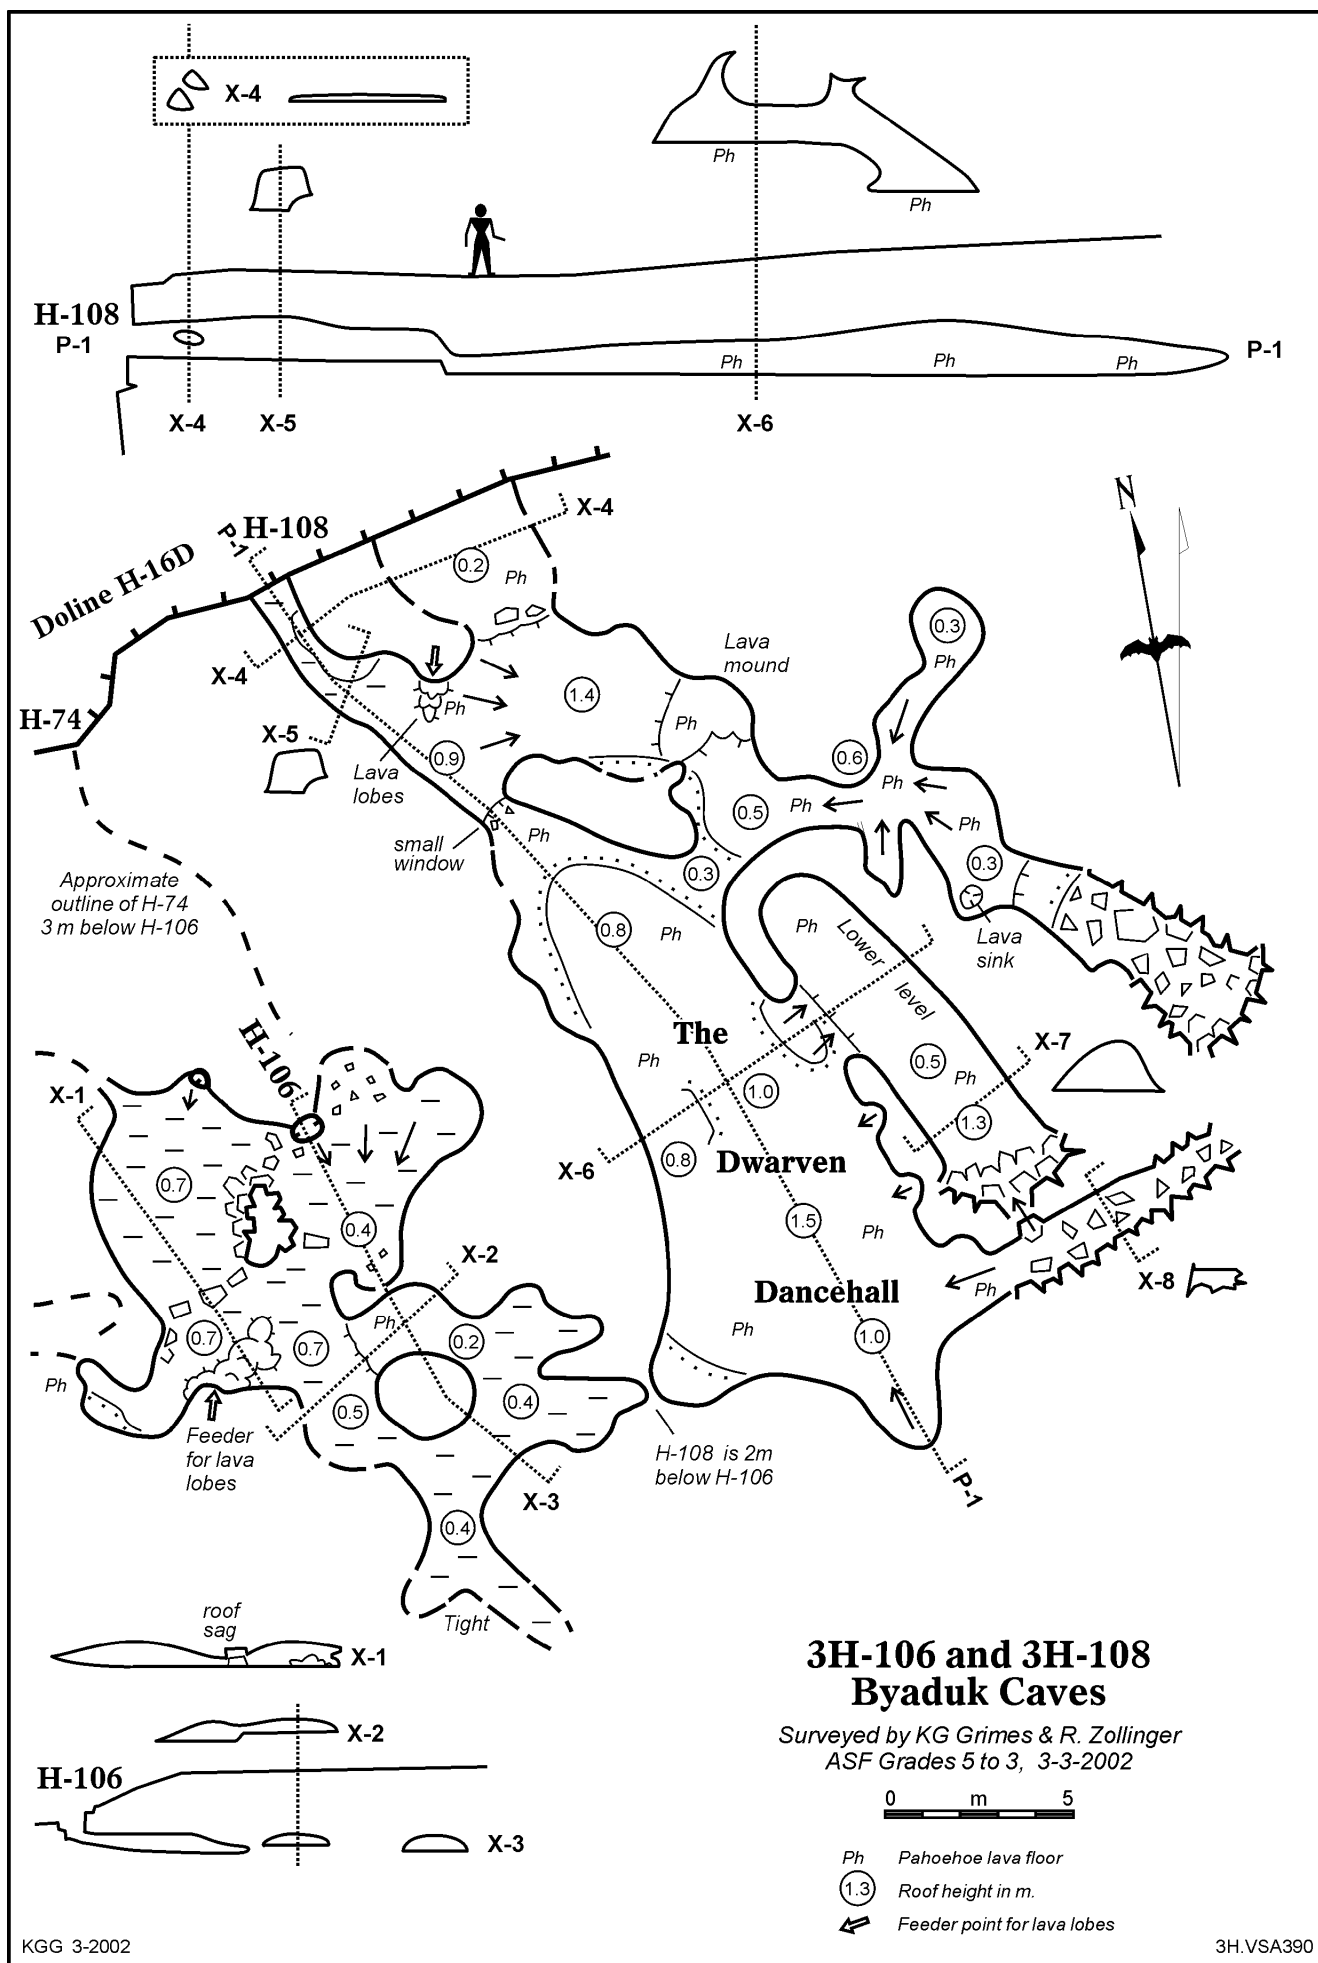 X-4
Ph
Ph
H-108
P-1
Ph
Ph
Ph
P-1
X-4
X-5
X-6
N
P-1
H-108
X-4
Doline H-16D
0.2
Ph
0.3
Ph
Lava
mound
X-4
H-74
X-5
1.4
Ph
Ph
0.9
Lava
lobes
0.6
Ph
small
window
Ph
0.5
Ph
Ph
0.3
0.3
Approximate
outline of H-74
3 m below H-106
0.8
Ph
Ph
Lower
level
Lava
sink
H-106
The
Ph
X-7
0.5
Ph
X-1
1.0
1.3
X-6
0.8
Dwarven
0.7
0.4
1.5
Ph
X-2
X-8
Ph
Dancehall
Ph
0.7
0.7
0.2
Ph
1.0
Ph
0.5
0.4
Feeder
for lava
lobes
H-108 is 2m
below H-106
X-3
P-1
0.4
Tight
roof
sag
X-1
X-2
H-106
X-3
3H-106 and 3H-108
Byaduk Caves
Surveyed by KG Grimes & R. Zollinger
ASF Grades 5 to 3, 3-3-2002
0 m 5
Ph Pahoehoe lava floor
1.3 Roof height in m.
Feeder point for lava lobes
KGG 3-2002
3H.VSA390